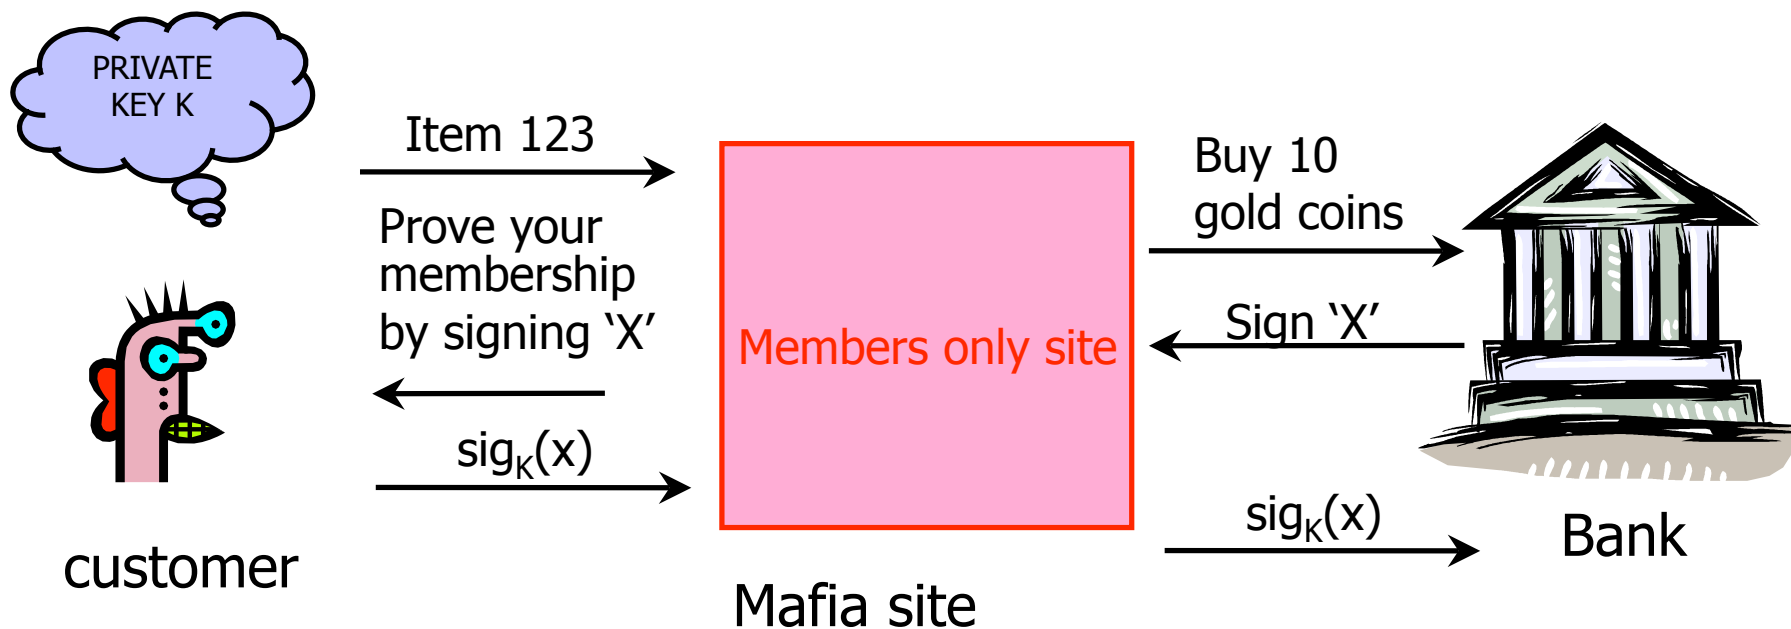 PRIVATE
KEY K
Item 123
Prove your
membership
by signing ‘X’
sigK(x)
customer
Members only site
Mafia site
Buy 10
gold coins
Sign ‘X’
sigK(x)
Bank